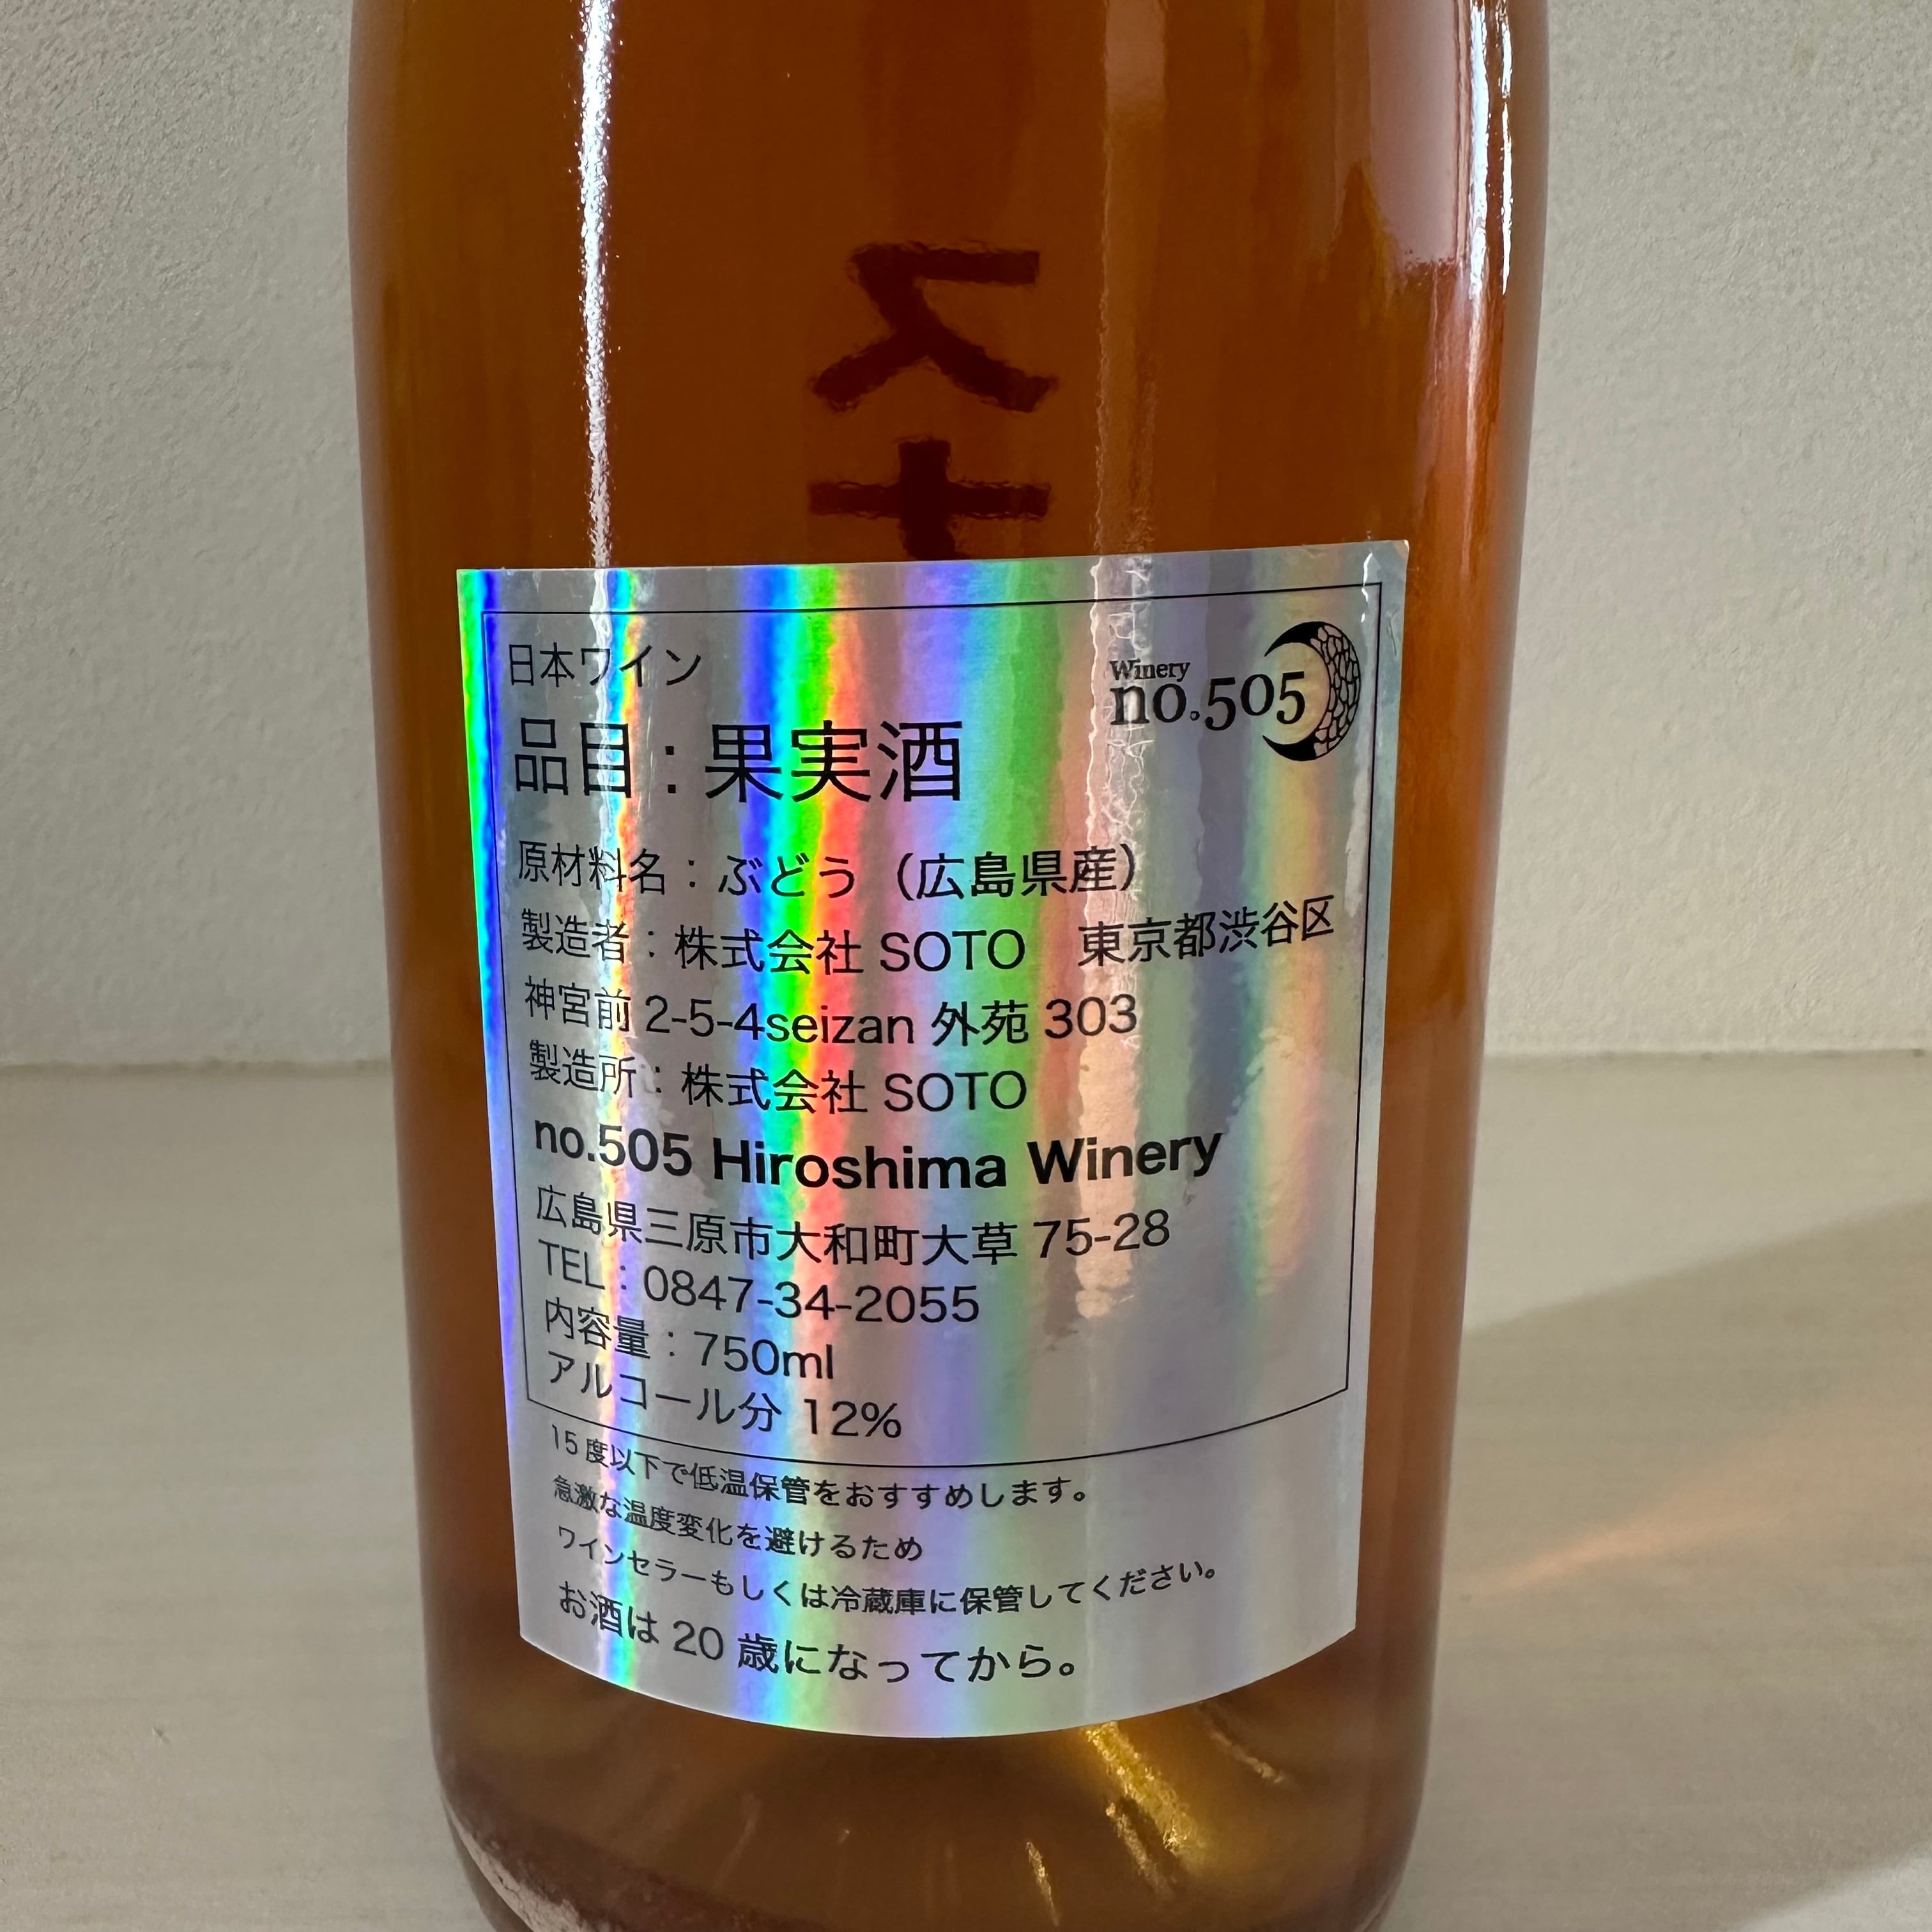 日本ワイン
Winery
no.505
品目：果実酒
原材料名：ぶどう（広島県産）
製造者：株式会社 SOTO　東京都渋谷区
神宮前 2-5-4seizan 外苑 303
製造所：株式会社 SOTO
no.505 Hiroshima Winery
広島県三原市大和町大草 75-28
TEL：0847-34-2055
内容量：750ml
アルコール分 12%
15 度以下で低温保管をおすすめします。
急激な温度変化を避けるため
ワインセラーもしくは冷蔵庫に保管してください。
お酒は 20 歳になってから。